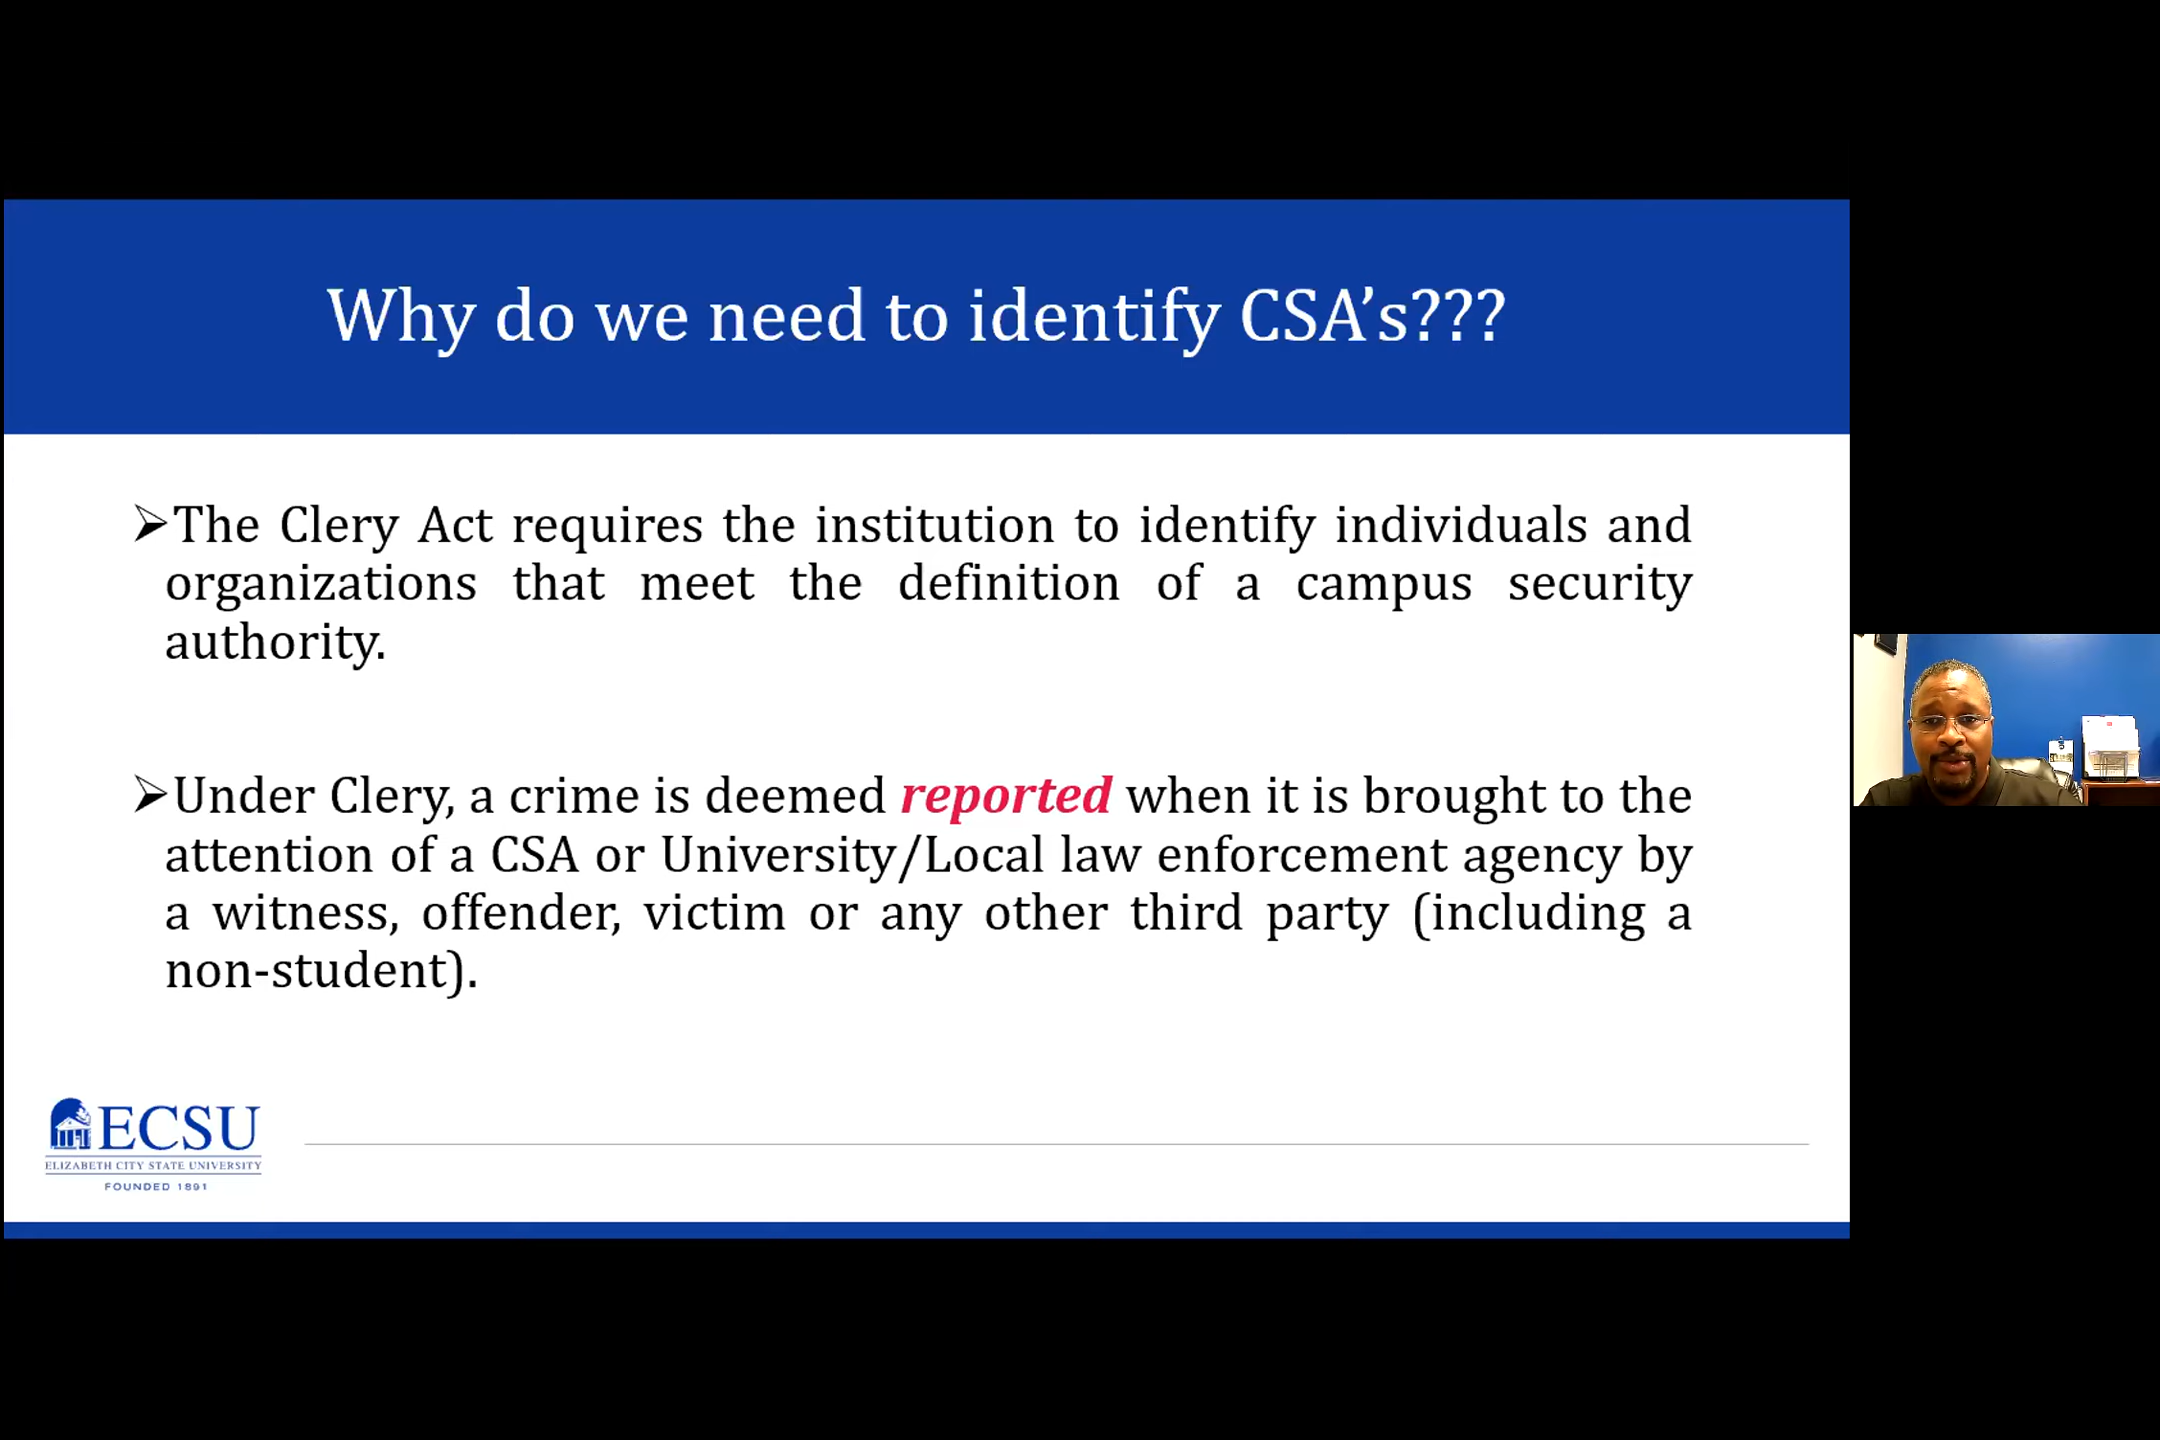 Why do we need to identify CSA’s???
➢The Clery Act requires the institution to identify individuals and
organizations that meet the definition of a campus security
authority.
➢Under Clery, a crime is deemed reported when it is brought to the
attention of a CSA or University/Local law enforcement agency by
a witness, offender, victim or any other third party (including a
non-student).
ECSU
ELIZABETH CITY STATE UNIVERSITY
FOUNDED 1891